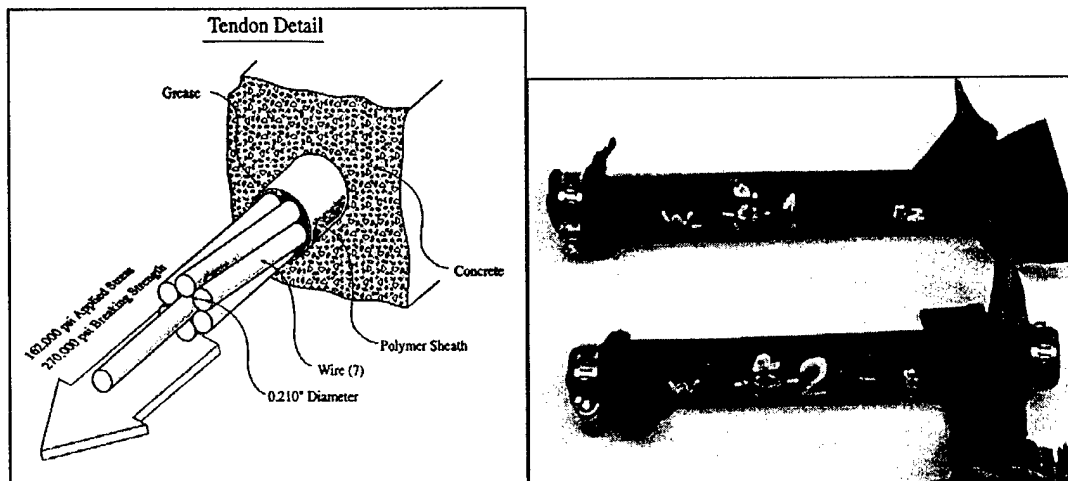 Tendon Detail
Grease
Concrete
162,000 psi Applied Stress
270,000 psi Breaking Strength
Polymer Sheath
Wire (7)
0.210" Diameter